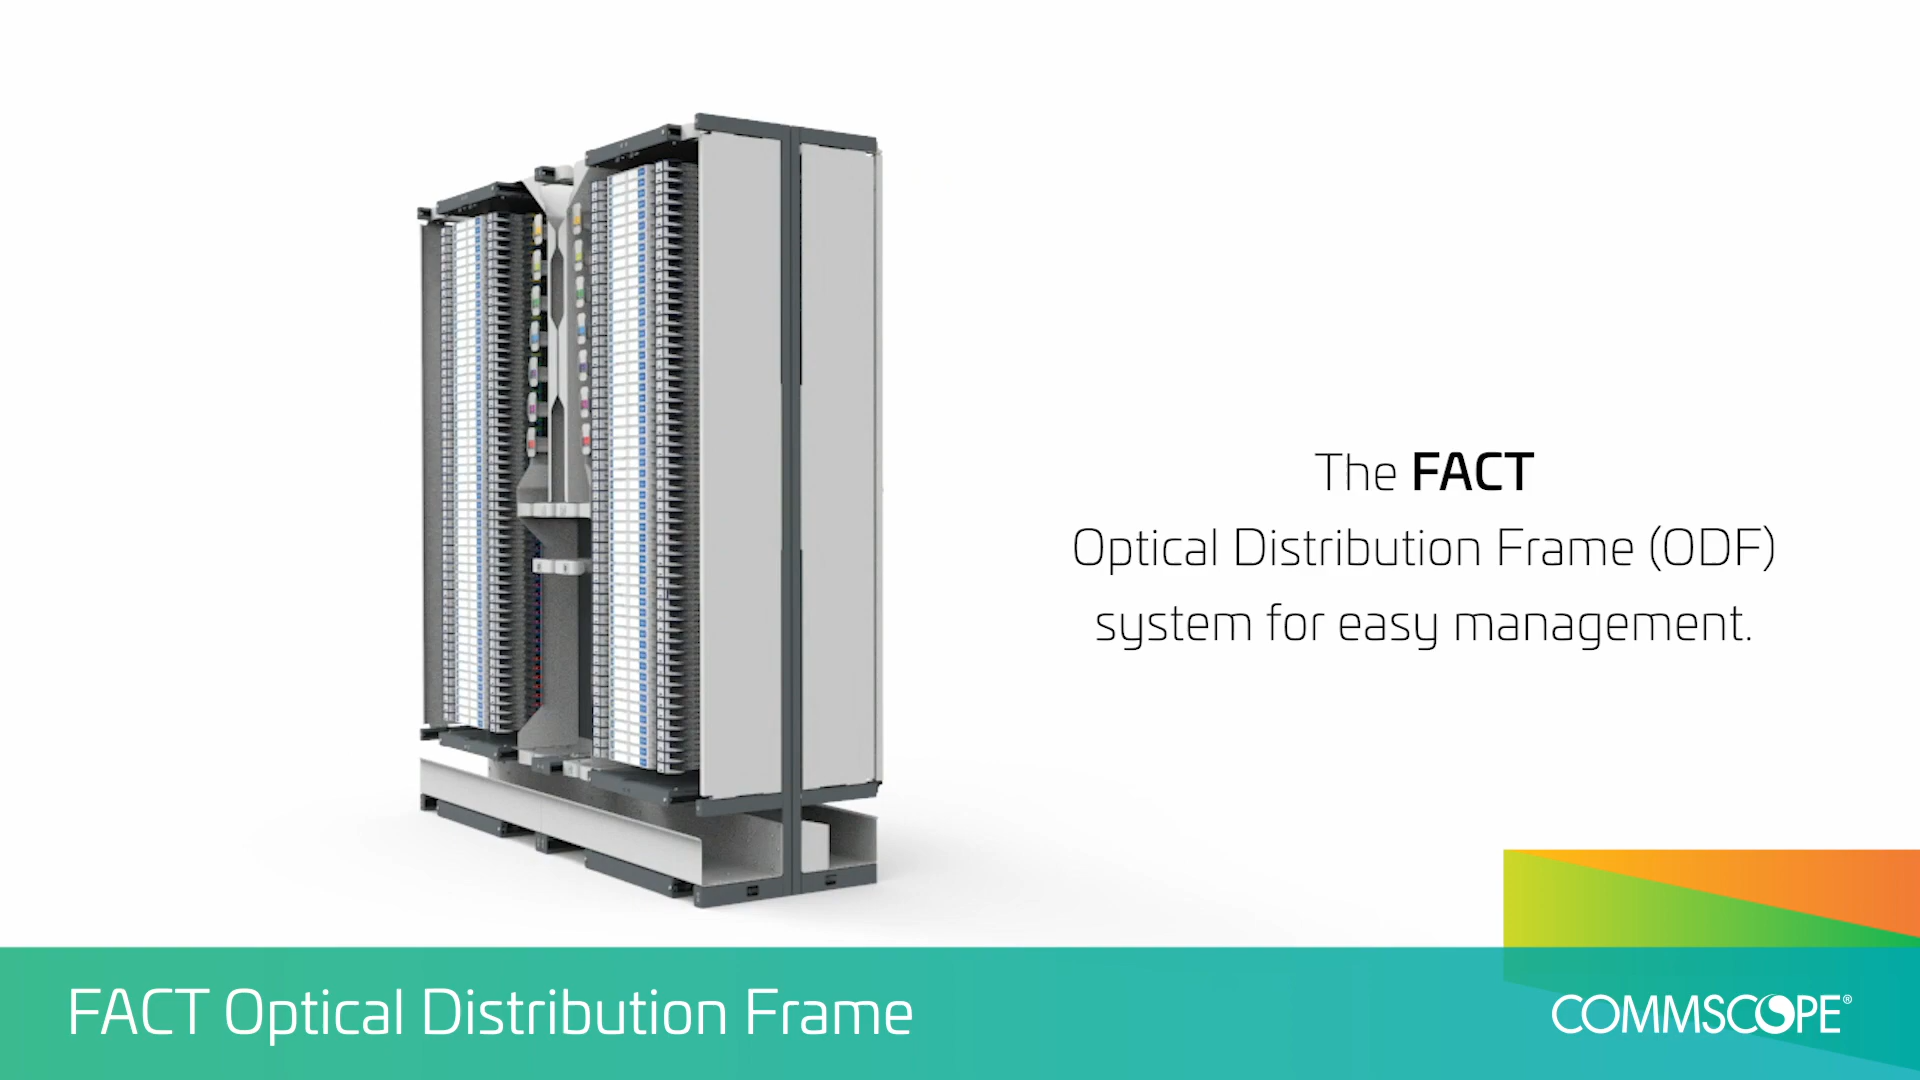 The FACT
Optical Distribution Frame (ODF)
system for easy management.
FACT Optical Distribution Frame
COMMSCOPE®